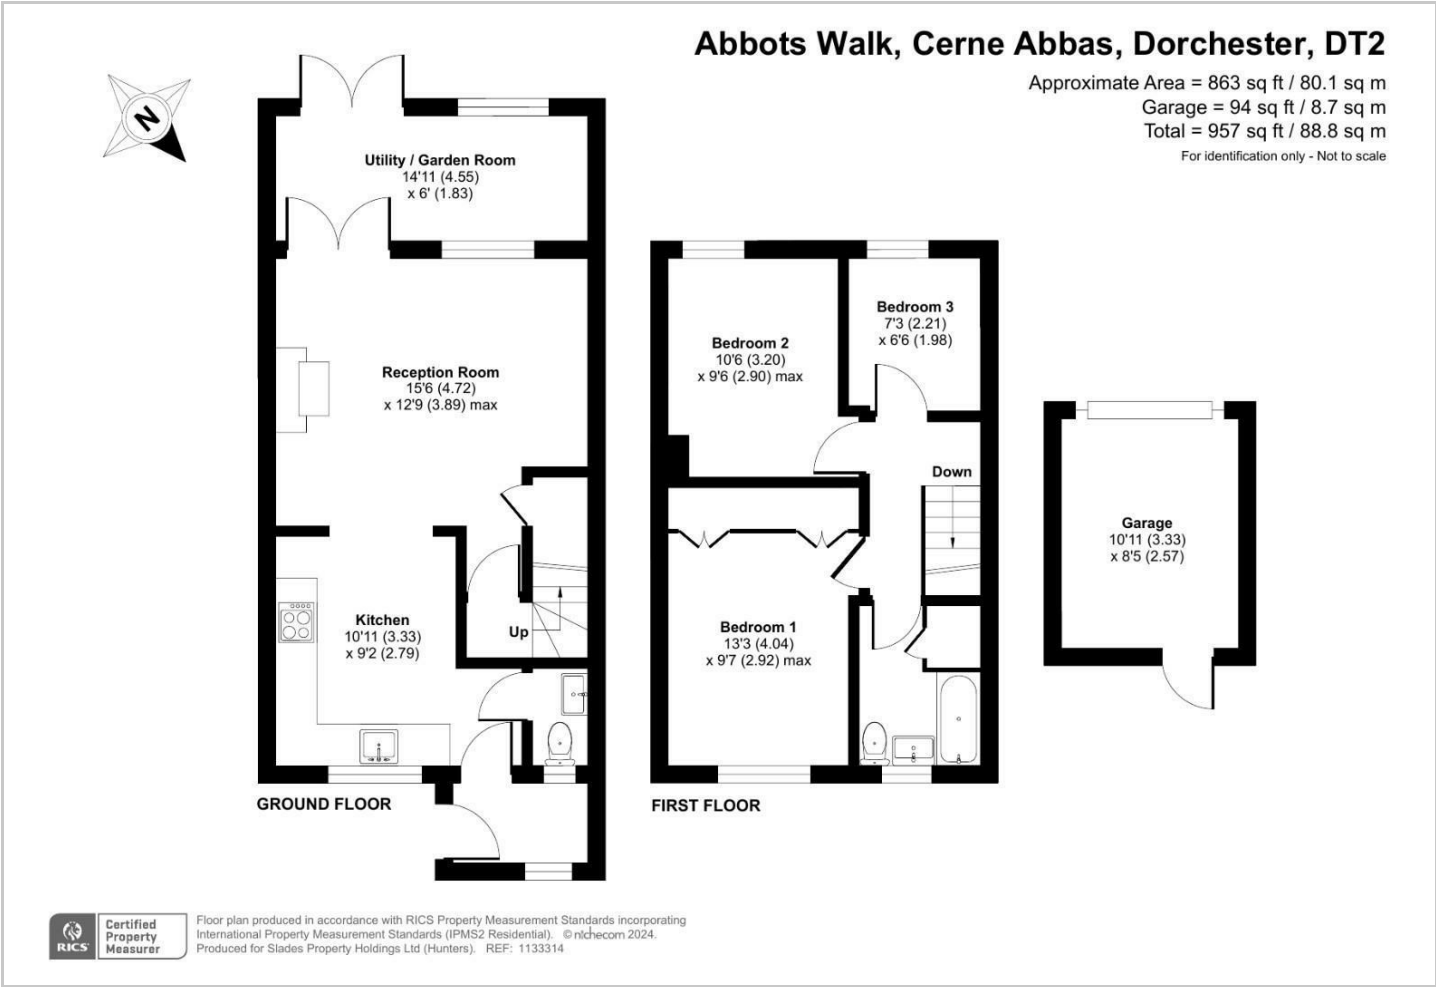 Abbots Walk, Cerne Abbas, Dorchester, DT2
Approximate Area = 863 sq ft / 80.1 sq m
Garage = 94 sq ft / 8.7 sq m
Total = 957 sq ft / 88.8 sq m
For identification only - Not to scale
N
Utility / Garden Room
14'11 (4.55)
x 6' (1.83)
Reception Room
15'6 (4.72)
x 12'9 (3.89) max
Kitchen
10'11 (3.33)
x 9'2 (2.79)
Up
GROUND FLOOR
Bedroom 2
10'6 (3.20)
x 9'6 (2.90) max
Bedroom 3
7'3 (2.21)
x 6'6 (1.98)
Down
Bedroom 1
13'3 (4.04)
x 9'7 (2.92) max
FIRST FLOOR
Garage
10'11 (3.33)
x 8'5 (2.57)
RICS
Certified
Property
Measurer
Floor plan produced in accordance with RICS Property Measurement Standards incorporating
International Property Measurement Standards (IPMS2 Residential). © nichecom 2024.
Produced for Slades Property Holdings Ltd (Hunters). REF: 1133314